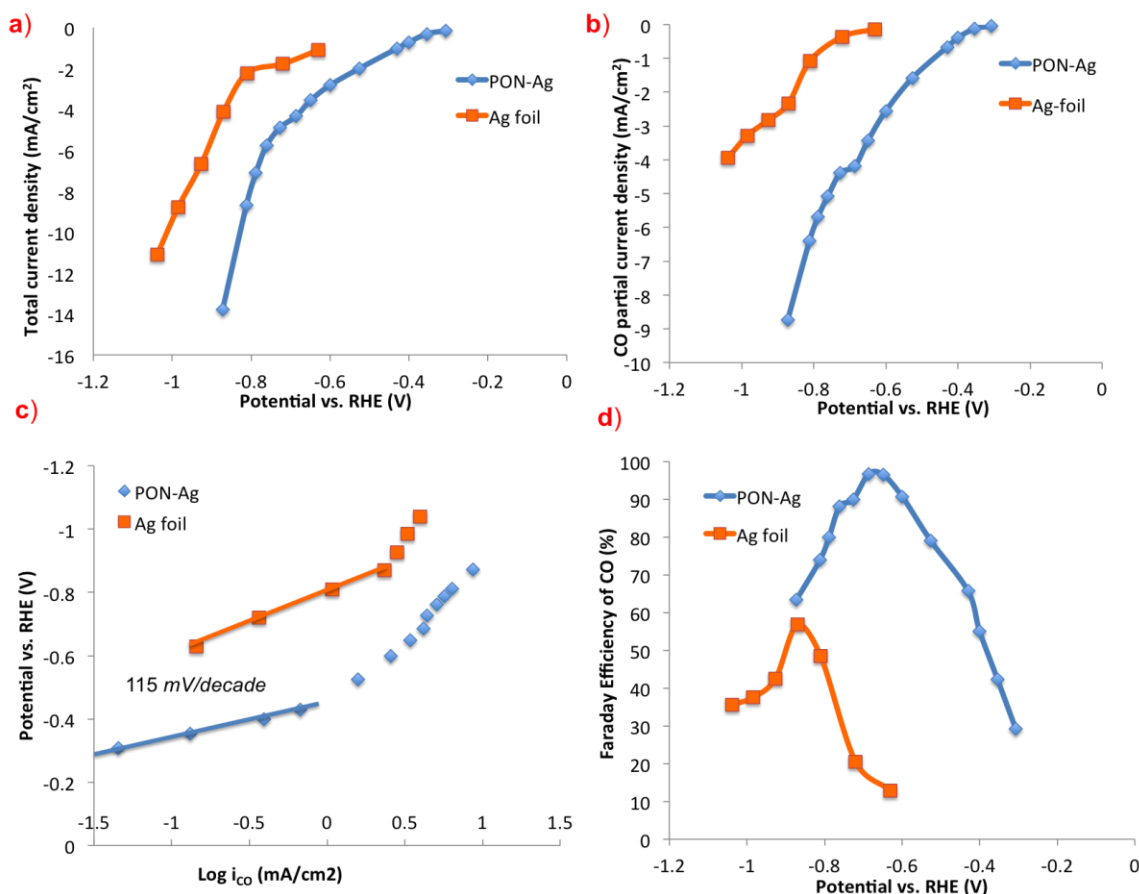 a)
Total current density (mA/cm²)
0
-2
-4
-6
-8
-10
-12
-14
-16
-1.2 -1 -0.8 -0.6 -0.4 -0.2 0
Potential vs. RHE (V)
PON-Ag
Ag foil
b)
CO partial current density (mA/cm²)
0
-1
-2
-3
-4
-5
-6
-7
-8
-9
-10
-1.2 -1 -0.8 -0.6 -0.4 -0.2 0
Potential vs. RHE (V)
PON-Ag
Ag-foil
c)
Potential vs. RHE (V)
-1.2
-1
-0.8
-0.6
-0.4
-0.2
0
-1.5 -1 -0.5 0 0.5 1 1.5
Log iCO (mA/cm2)
PON-Ag
Ag foil
115 mV/decade
d)
Faraday Efficiency of CO (%)
100
90
80
70
60
50
40
30
20
10
0
-1.2 -1 -0.8 -0.6 -0.4 -0.2 0
Potential vs. RHE (V)
PON-Ag
Ag foil